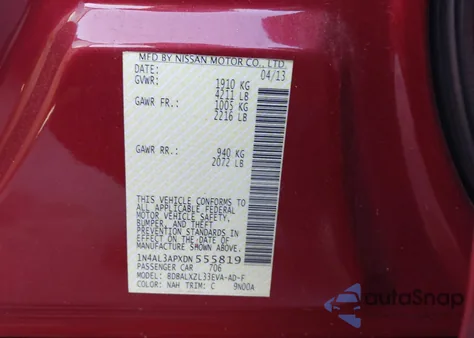 MFD BY NISSAN MOTOR CO., LTD.
DATE: 04/13
GVWR: 1910 KG
4211 LB
GAWR FR.: 1005 KG
2216 LB
GAWR RR.: 940 KG
2072 LB
THIS VEHICLE CONFORMS TO
ALL APPLICABLE FEDERAL
MOTOR VEHICLE SAFETY,
BUMPER, AND THEFT
PREVENTION STANDARDS IN
EFFECT ON THE DATE OF
MANUFACTURE SHOWN ABOVE.
1N4AL3APXDN555819
PASSENGER CAR 706
MODEL: BDBALXZL33EVA-AD-F
COLOR: NAH TRIM: C 9N00A
autoSnap